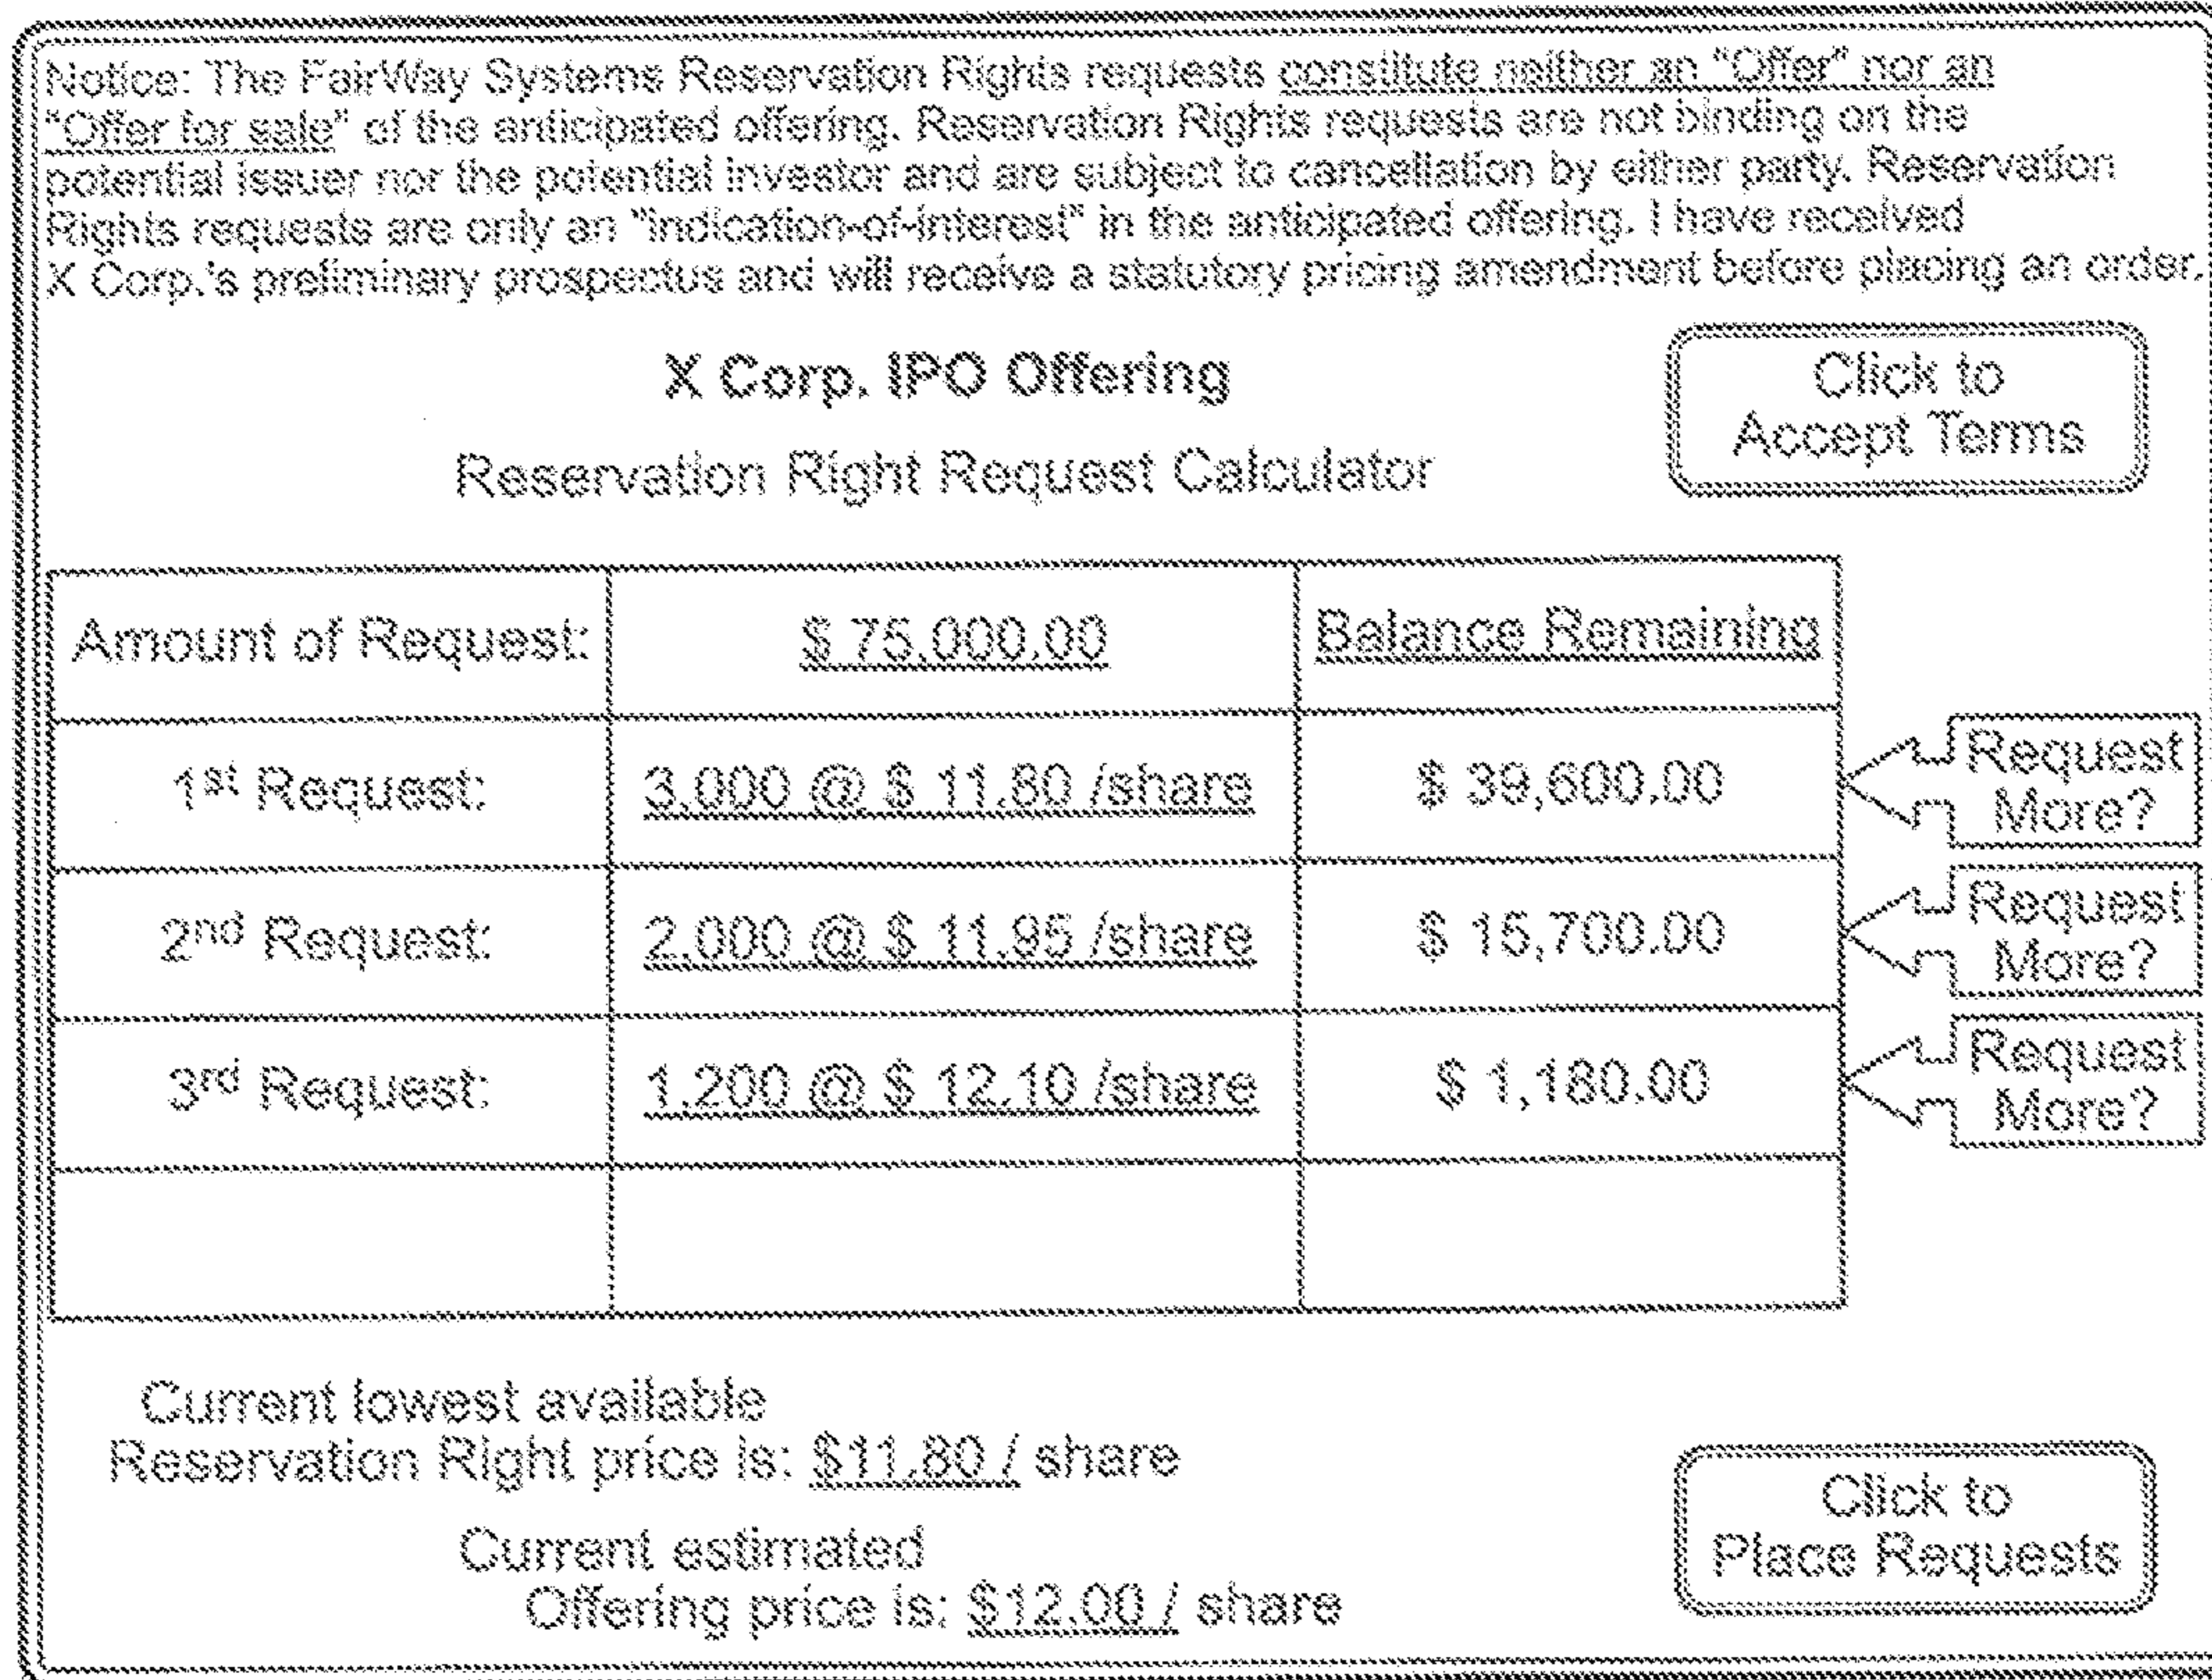 Notice: The FairWay Systems Reservation Rights requests constitute neither an "Offer" nor an
"Offer for sale" of the anticipated offering. Reservation Rights requests are not binding on the
potential issuer nor the potential investor and are subject to cancellation by either party. Reservation
Rights requests are only an "indication-of-interest" in the anticipated offering. I have received
X Corp.'s preliminary prospectus and will receive a statutory pricing amendment before placing an order.
X Corp. IPO Offering
Click to
Accept Terms
Reservation Right Request Calculator
Amount of Request: $ 75,000.00 Balance Remaining
1st Request: 3,000 @ $ 11.80 /share $ 39,600.00
Request
More?
2nd Request: 2,000 @ $ 11.95 /share $ 15,700.00
Request
More?
3rd Request: 1,200 @ $ 12.10 /share $ 1,180.00
Request
More?
Current lowest available
Reservation Right price is: $11.80 / share
Current estimated
Offering price is: $12.00 / share
Click to
Place Requests